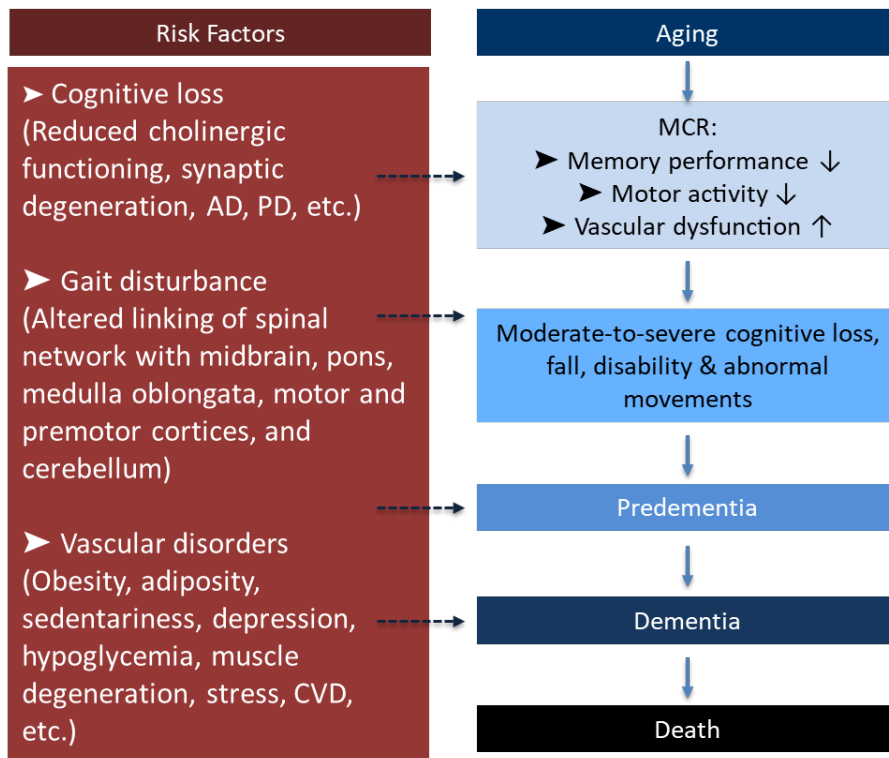 Risk Factors
➤ Cognitive loss
(Reduced cholinergic
functioning, synaptic
degeneration, AD, PD, etc.)
➤ Gait disturbance
(Altered linking of spinal
network with midbrain, pons,
medulla oblongata, motor and
premotor cortices, and
cerebellum)
➤ Vascular disorders
(Obesity, adiposity,
sedentariness, depression,
hypoglycemia, muscle
degeneration, stress, CVD,
etc.)
Aging
MCR:
➤ Memory performance ↓
➤ Motor activity ↓
➤ Vascular dysfunction ↑
Moderate-to-severe cognitive loss,
fall, disability & abnormal
movements
Predementia
Dementia
Death